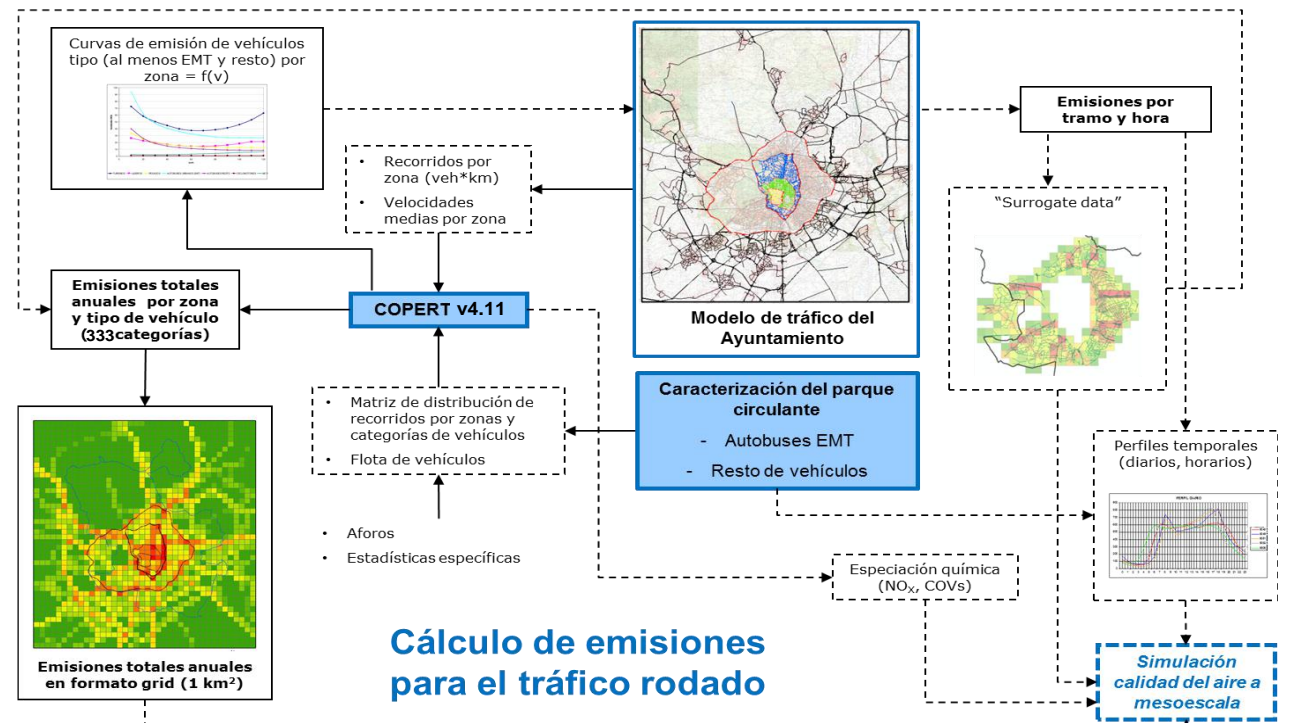 Curvas de emisión de vehículos
tipo (al menos EMT y resto) por
zona = f(v)
• Recorridos por
zona (veh*km)
• Velocidades
medias por zona
Modelo de tráfico del
Ayuntamiento
Emisiones por
tramo y hora
“Surrogate data”
Emisiones totales
anuales por zona
y tipo de vehículo
(333categorías)
COPERT v4.11
• Matriz de distribución de
recorridos por zonas y
categorías de vehículos
• Flota de vehículos
Caracterización del parque
circulante
- Autobuses EMT
- Resto de vehículos
Perfiles temporales
(diarios, horarios)
PERFIL DIARIO
• Aforos
• Estadísticas específicas
Especiación química
(NOX, COVs)
Emisiones totales anuales
en formato grid (1 km²)
Cálculo de emisiones
para el tráfico rodado
Simulación
calidad del aire a
mesoescala